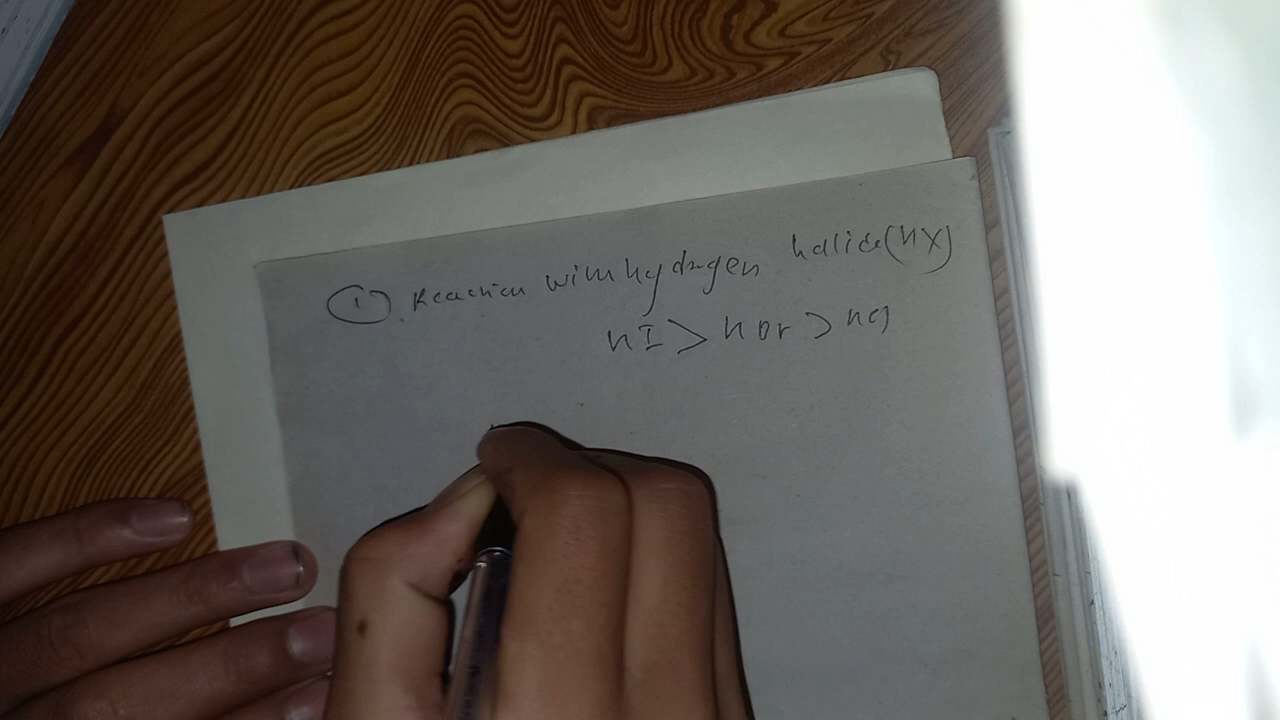 ① Reaction with hydrogen halide(HX)
HI > HBr > HCl